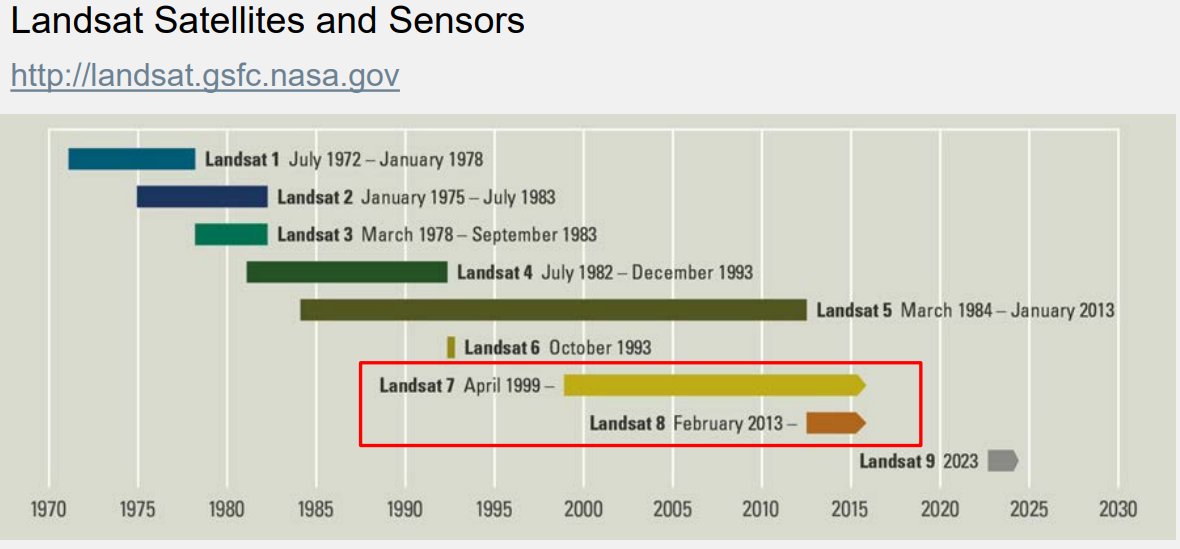 Landsat Satellites and Sensors
http://landsat.gsfc.nasa.gov
Landsat 1 July 1972 – January 1978
Landsat 2 January 1975 – July 1983
Landsat 3 March 1978 – September 1983
Landsat 4 July 1982 – December 1993
Landsat 5 March 1984 – January 2013
Landsat 6 October 1993
Landsat 7 April 1999 –
Landsat 8 February 2013 –
Landsat 9 2023
1970 1975 1980 1985 1990 1995 2000 2005 2010 2015 2020 2025 2030